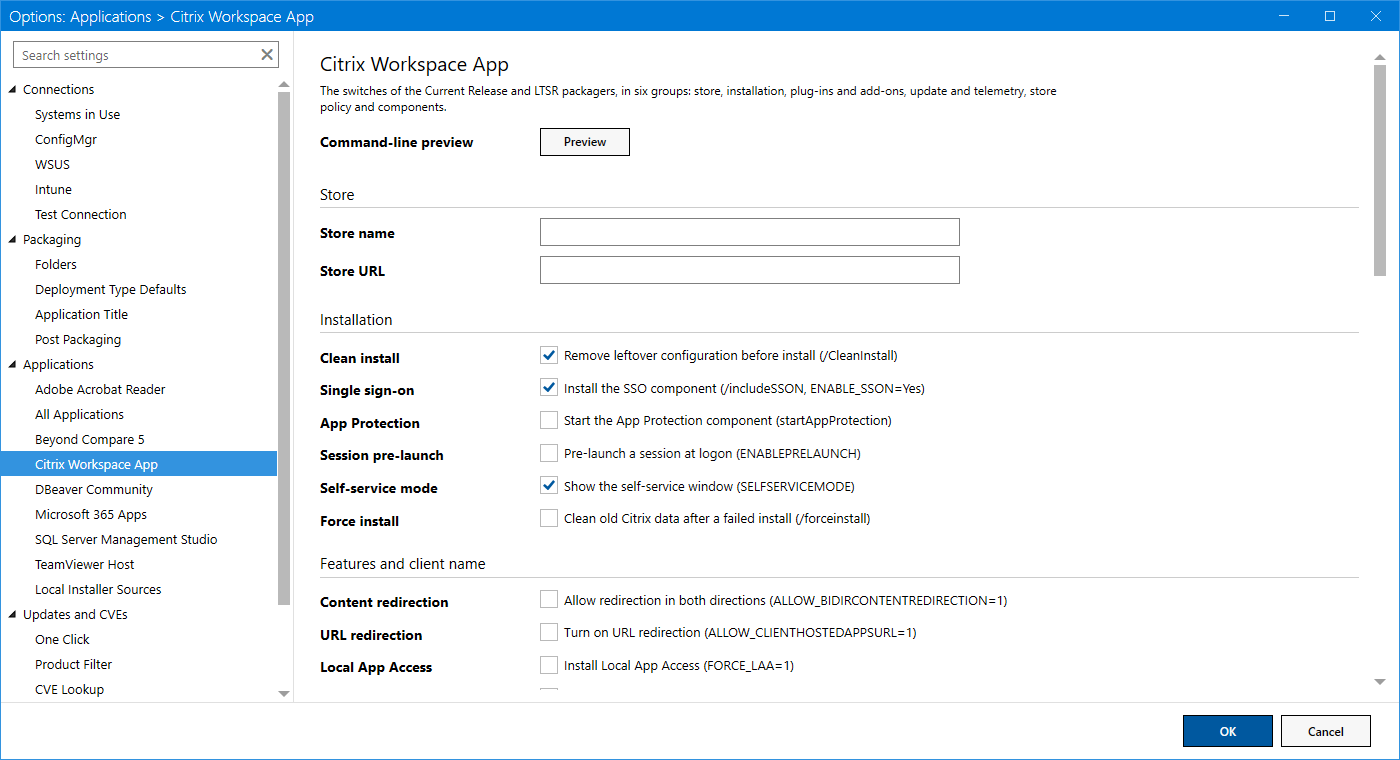 Options: Applications > Citrix Workspace App
Search settings
Connections
Systems in Use
ConfigMgr
WSUS
Intune
Test Connection
Packaging
Folders
Deployment Type Defaults
Application Title
Post Packaging
Applications
Adobe Acrobat Reader
All Applications
Beyond Compare 5
Citrix Workspace App
DBeaver Community
Microsoft 365 Apps
SQL Server Management Studio
TeamViewer Host
Local Installer Sources
Updates and CVEs
One Click
Product Filter
CVE Lookup
Citrix Workspace App
The switches of the Current Release and LTSR packagers, in six groups: store, installation, plug-ins and add-ons, update and telemetry, store
policy and components.
Command-line preview Preview
Store
Store name
Store URL
Installation
Clean install Remove leftover configuration before install (/CleanInstall)
Single sign-on Install the SSO component (/includeSSON, ENABLE_SSON=Yes)
App Protection Start the App Protection component (startAppProtection)
Session pre-launch Pre-launch a session at logon (ENABLEPRELAUNCH)
Self-service mode Show the self-service window (SELFSERVICEMODE)
Force install Clean old Citrix data after a failed install (/forceinstall)
Features and client name
Content redirection Allow redirection in both directions (ALLOW_BIDIRCONTENTREDIRECTION=1)
URL redirection Turn on URL redirection (ALLOW_CLIENTHOSTEDAPPSURL=1)
Local App Access Install Local App Access (FORCE_LAA=1)
OK Cancel